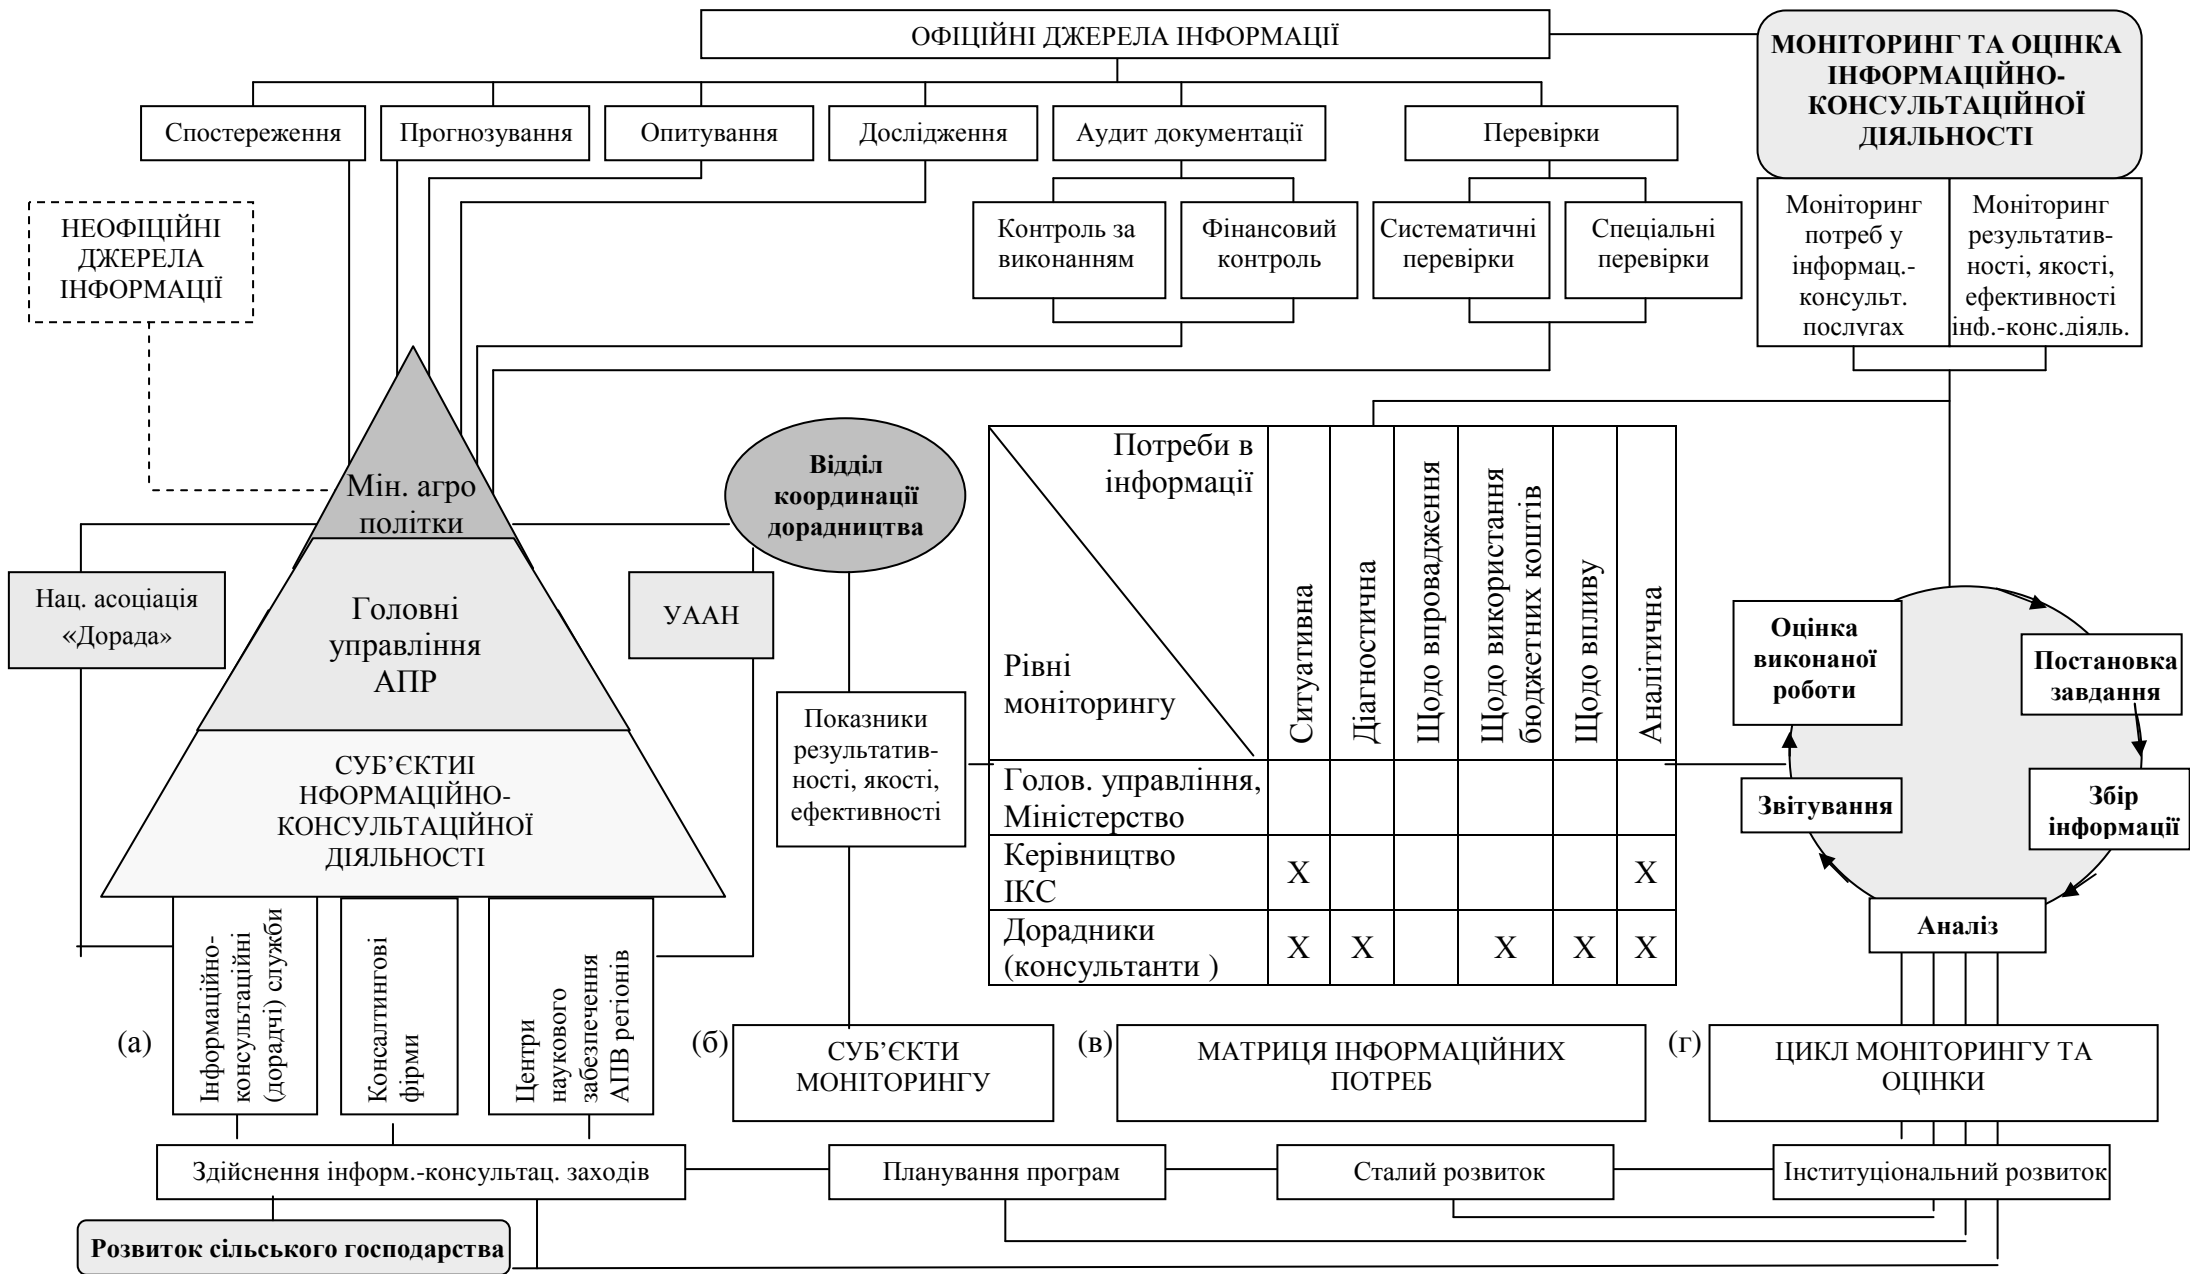 ОФІЦІЙНІ ДЖЕРЕЛА ІНФОРМАЦІЇ
МОНІТОРИНГ ТА ОЦІНКА
ІНФОРМАЦІЙНО-
КОНСУЛЬТАЦІЙНОЇ
ДІЯЛЬНОСТІ
Спостереження
Прогнозування
Опитування
Дослідження
Аудит документації
Перевірки
НЕОФІЦІЙНІ
ДЖЕРЕЛА
ІНФОРМАЦІЇ
Контроль за
виконанням
Фінансовий
контроль
Систематичні
перевірки
Спеціальні
перевірки
Моніторинг
потреб у
інформац.-
консульт.
послугах
Моніторинг
результатив-
ності, якості,
ефективності
інф.-конс.діяль.
Мін. агро
політки
Головні
управління
АПР
СУБ’ЄКТИІ
НФОРМАЦІЙНО-
КОНСУЛЬТАЦІЙНОЇ
ДІЯЛЬНОСТІ
Нац. асоціація
«Дорада»
УААН
Відділ
координації
дорадництва
Показники
результатив-
ності, якості,
ефективності
Потреби в
інформації
Рівні
моніторингу
Ситуативна
Діагностична
Щодо впровадження
Щодо використання
бюджетних коштів
Щодо впливу
Аналітична
Голов. управління,
Міністерство
Керівництво
ІКС
Х Х
Дорадники
(консультанти )
Х Х Х Х Х
Оцінка
виконаної
роботи
Постановка
завдання
Збір
інформації
Аналіз
Звітування
(а)
Інформаційно-
консультаційні
(дорадчі) служби
Консалтингові
фірми
Центри
наукового
забезпечення
АПВ регіонів
(б)
СУБ’ЄКТИ
МОНІТОРИНГУ
(в)
МАТРИЦЯ ІНФОРМАЦІЙНИХ
ПОТРЕБ
(г)
ЦИКЛ МОНІТОРИНГУ ТА
ОЦІНКИ
Здійснення інформ.-консультац. заходів
Планування програм
Сталий розвиток
Інституціональний розвиток
Розвиток сільського господарства